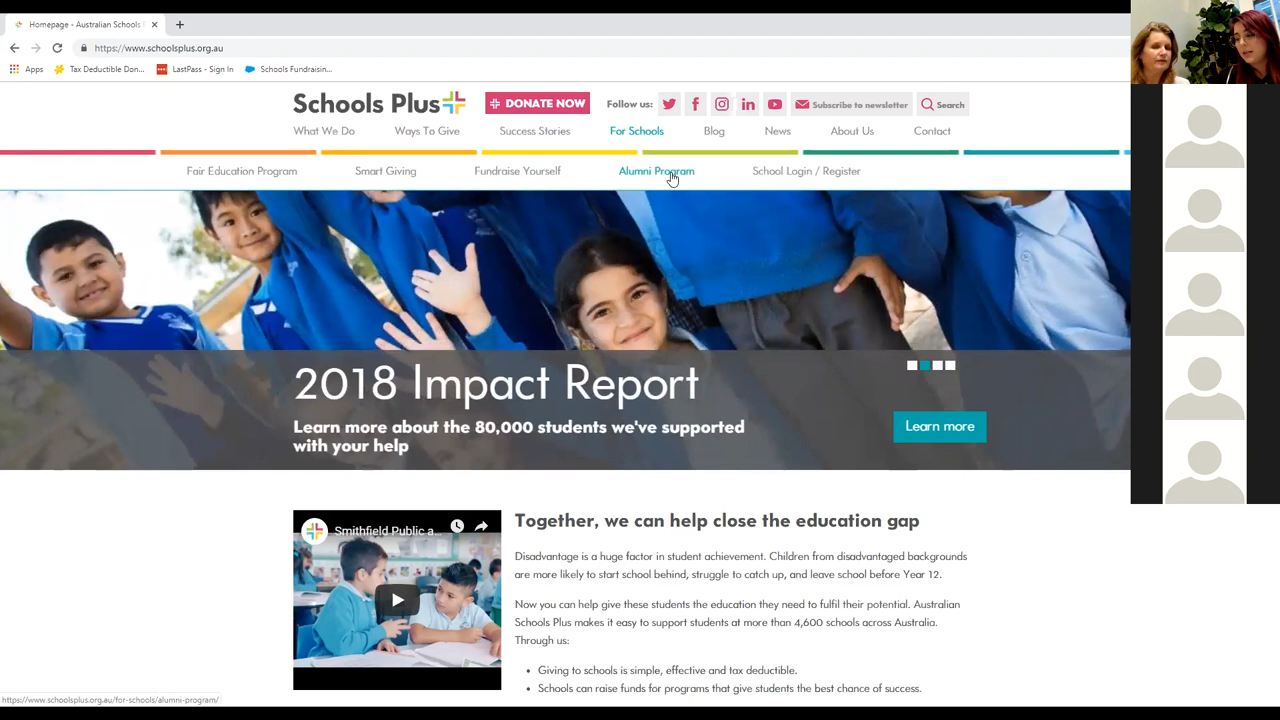 Homepage - Australian Schools
https://www.schoolsplus.org.au
Apps
Tax Deductible Don...
LastPass - Sign In
Schools Fundraisin...
Schools Plus
DONATE NOW
Follow us:
Subscribe to newsletter
Search
What We Do
Ways To Give
Success Stories
For Schools
Blog
News
About Us
Contact
Fair Education Program
Smart Giving
Fundraise Yourself
Alumni Program
School Login / Register
2018 Impact Report
Learn more about the 80,000 students we've supported
with your help
Learn more
Smithfield Public a...
Together, we can help close the education gap
Disadvantage is a huge factor in student achievement. Children from disadvantaged backgrounds
are more likely to start school behind, struggle to catch up, and leave school before Year 12.
Now you can help give these students the education they need to fulfil their potential. Australian
Schools Plus makes it easy to support students at more than 4,600 schools across Australia.
Through us:
• Giving to schools is simple, effective and tax deductible.
• Schools can raise funds for programs that give students the best chance of success.
https://www.schoolsplus.org.au/for-schools/alumni-program/